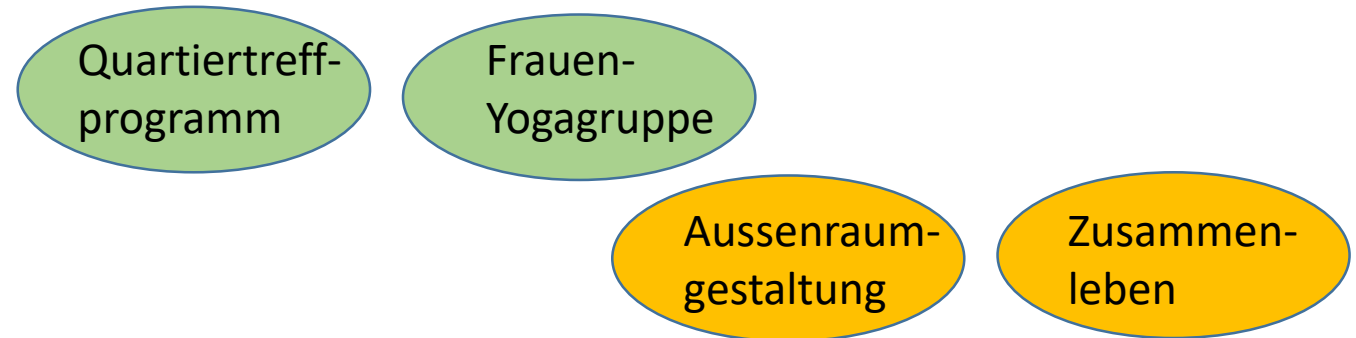 Quartiertreff-
programm
Frauen-
Yogagruppe
Aussenraum-
gestaltung
Zusammen-
leben